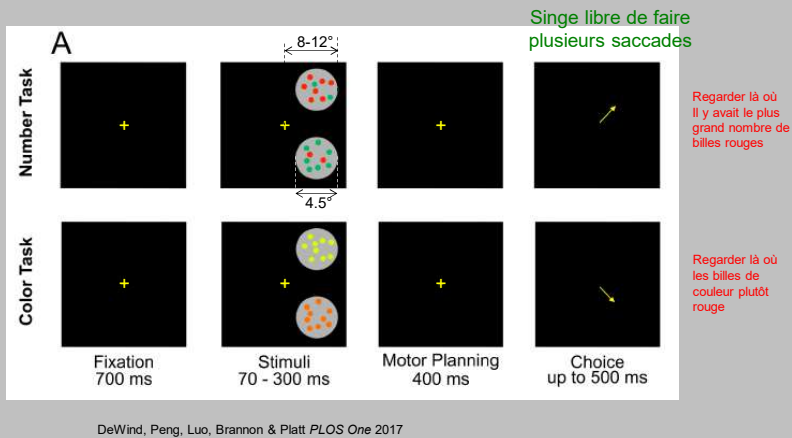 Singe libre de faire
plusieurs saccades
A
8-12°
Number Task
4.5°
Regarder là où
Il y avait le plus
grand nombre de
billes rouges
Color Task
Regarder là où
les billes de
couleur plutôt
rouge
Fixation
700 ms
Stimuli
70 - 300 ms
Motor Planning
400 ms
Choice
up to 500 ms
DeWind, Peng, Luo, Brannon & Platt PLOS One 2017